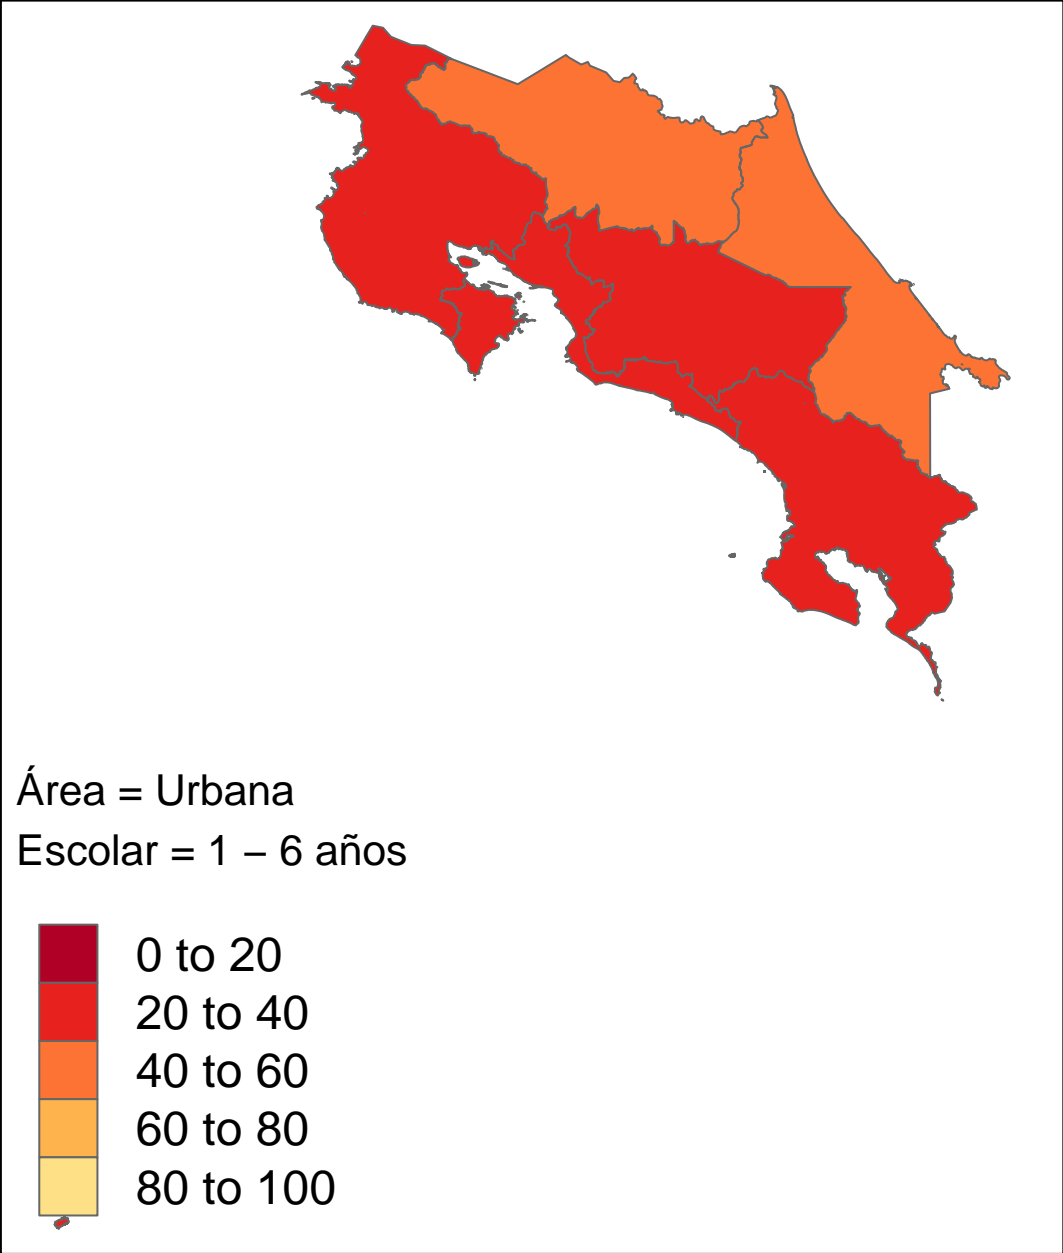 Área = Urbana
Escolar = 1 – 6 años
0 to 20
20 to 40
40 to 60
60 to 80
80 to 100